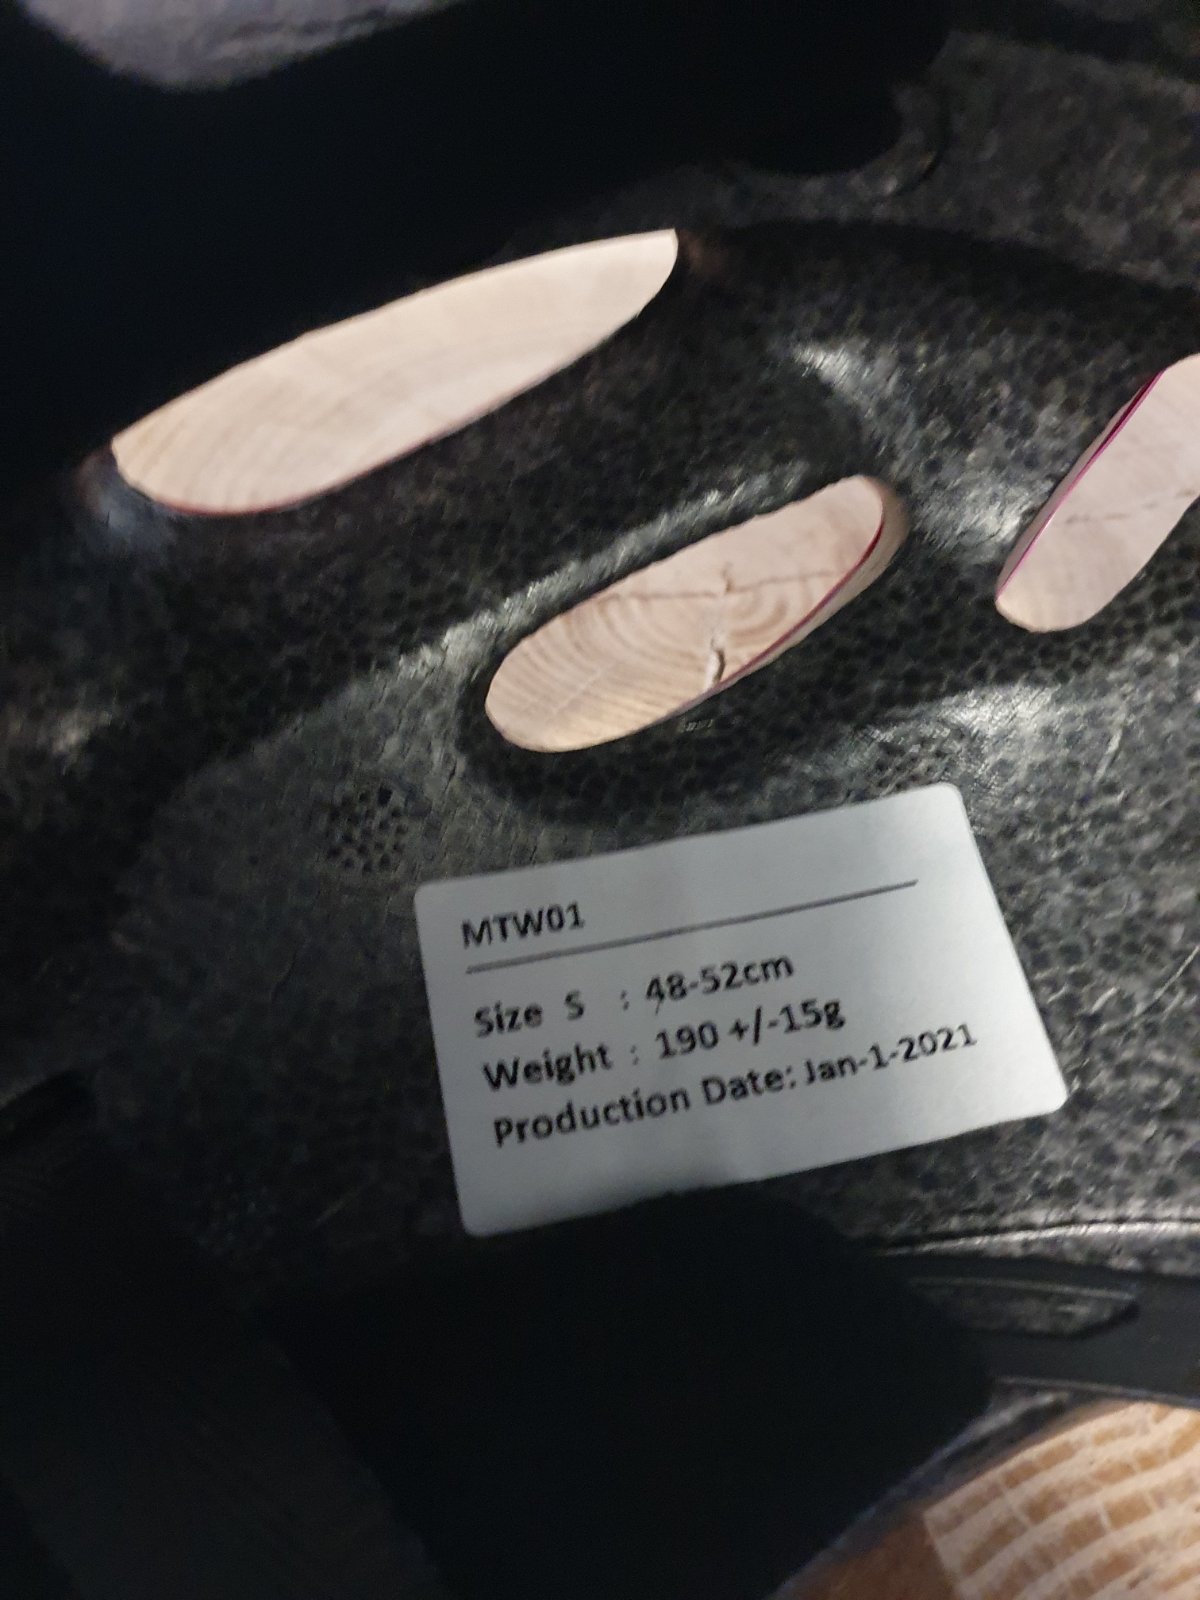 MTW01
Size S : 48-52cm
Weight : 190 +/-15g
Production Date: Jan-1-2021